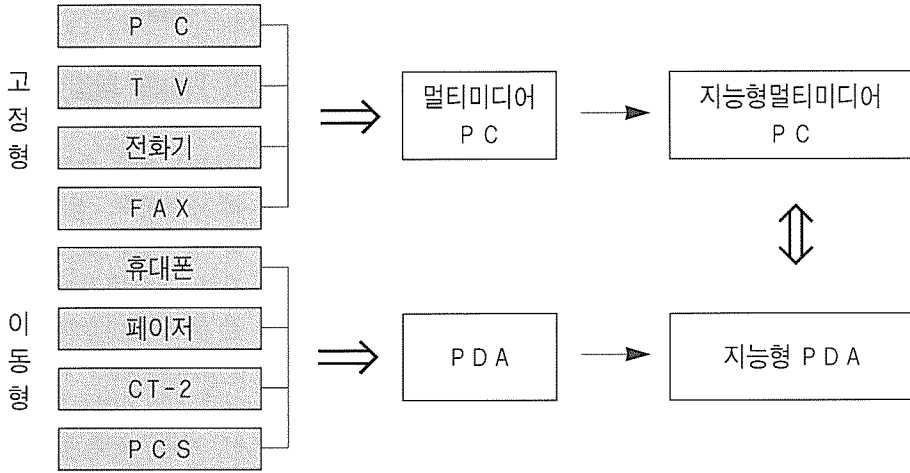 고정형
P C
T V
전화기
F A X
멀티미디어
P C
지능형멀티미디어
P C
이동형
휴대폰
페이저
CT-2
P C S
P D A
지능형 P D A